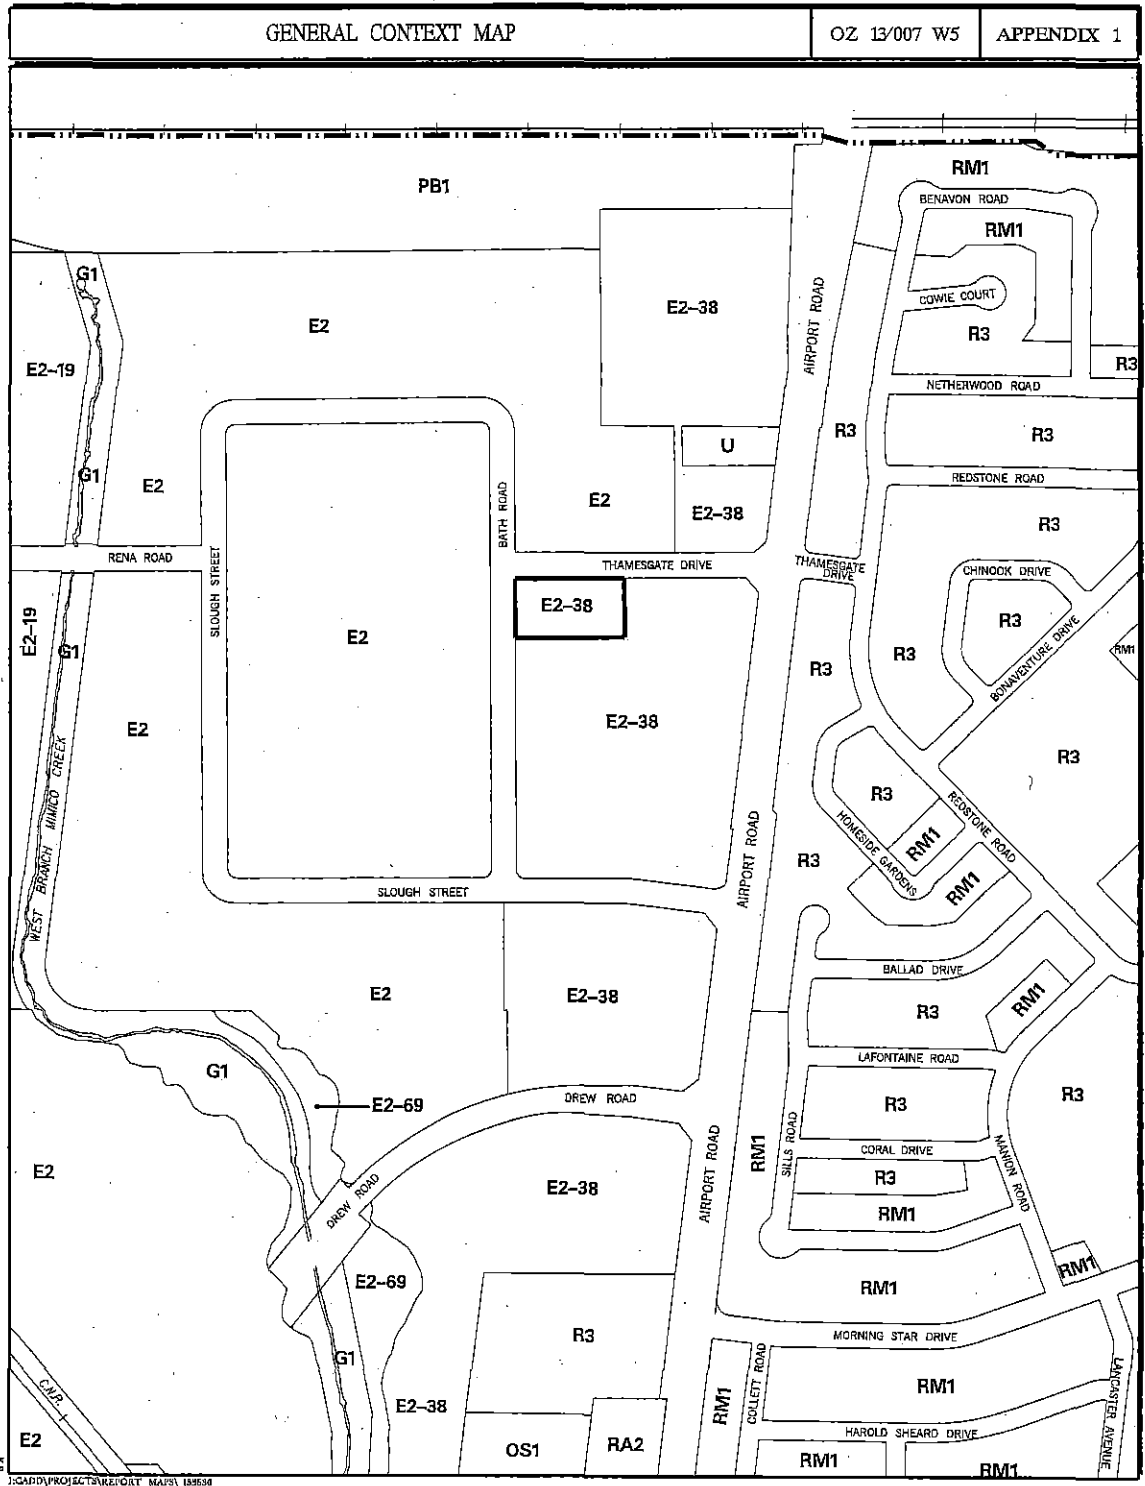 GENERAL CONTEXT MAP
OZ 13/007 W5
APPENDIX 1
RM1
PB1
BENAVON ROAD
RM1
G1
COWIE COURT
E2-38
AIRPORT ROAD
E2
R3
E2-19
R3
NETHERWOOD ROAD
R3
R3
U
G1
REDSTONE ROAD
E2
BATH ROAD
E2
E2-38
R3
RENA ROAD
THAMESGATE DRIVE
THAMESGATE
DRIVE
CHINOOK DRIVE
SLOUGH STREET
E2-38
R3
E2-19
E2
G1
R3
R3
BONAVENTURE DRIVE
RM1
E2-38
E2
R3
WEST BRANCH MIMICO CREEK
R3
REDSTONE ROAD
HOMESIDE GARDENS
RM1
AIRPORT ROAD
R3
RM1
SLOUGH STREET
BALLAD DRIVE
E2
E2-38
RM1
R3
LAFONTAINE ROAD
G1
E2-69
DREW ROAD
R3
R3
RM1
SILLS ROAD
CORAL DRIVE
MANION ROAD
E2
AIRPORT ROAD
R3
E2-38
DREW ROAD
RM1
RM1
E2-69
RM1
R3
MORNING STAR DRIVE
G1
COLLETT ROAD
LANCASTER AVENUE
RM1
RM1
C.N.R.
E2-38
HAROLD SHEARD DRIVE
E2
OS1
RA2
RM1
RM1
I:\CADD\PROJECTS\REPORT MAPS\